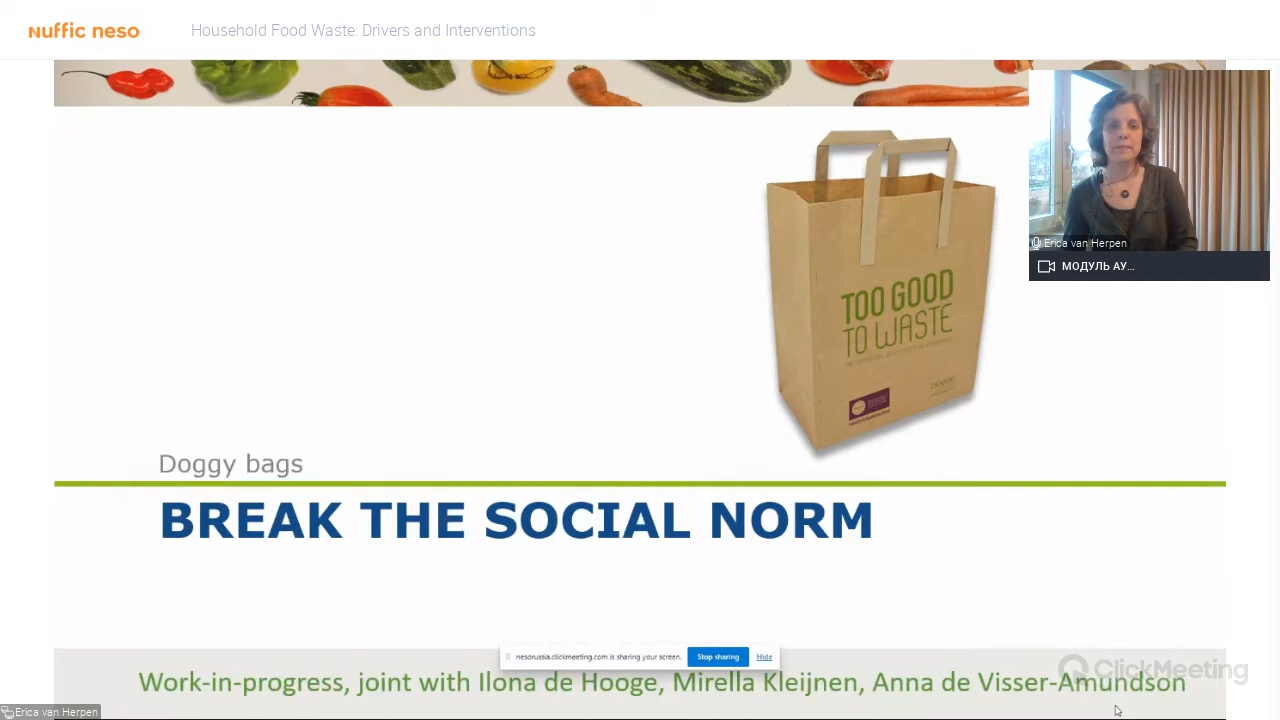 nuffic neso
Household Food Waste: Drivers and Interventions
Erica van Herpen
МОДУЛЬ АУ...
TOO GOOD
TO WASTE
Doggy bags
BREAK THE SOCIAL NORM
nesorussia.clickmeeting.com is sharing your screen.
Stop sharing
Hide
ClickMeeting
Work-in-progress, joint with Ilona de Hooge, Mirella Kleijnen, Anna de Visser-Amundson
Erica van Herpen